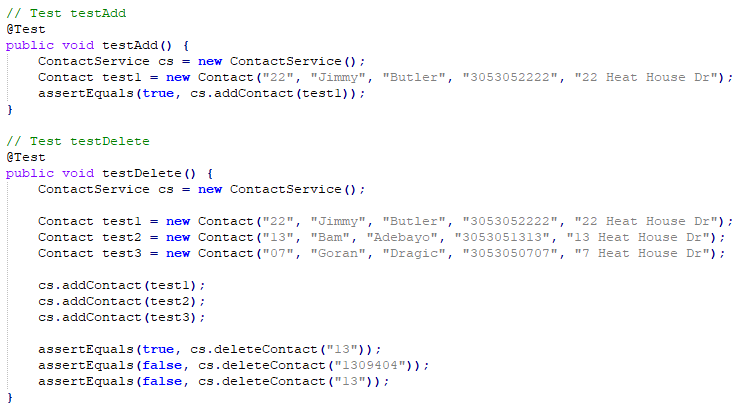 // Test testAdd
@Test
public void testAdd() {
    ContactService cs = new ContactService();
    Contact test1 = new Contact("22", "Jimmy", "Butler", "3053052222", "22 Heat House Dr");
    assertEquals(true, cs.addContact(test1));
}

// Test testDelete
@Test
public void testDelete() {
    ContactService cs = new ContactService();

    Contact test1 = new Contact("22", "Jimmy", "Butler", "3053052222", "22 Heat House Dr");
    Contact test2 = new Contact("13", "Bam", "Adebayo", "3053051313", "13 Heat House Dr");
    Contact test3 = new Contact("07", "Goran", "Dragic", "3053050707", "7 Heat House Dr");

    cs.addContact(test1);
    cs.addContact(test2);
    cs.addContact(test3);

    assertEquals(true, cs.deleteContact("13"));
    assertEquals(false, cs.deleteContact("1309404"));
    assertEquals(false, cs.deleteContact("13"));
}